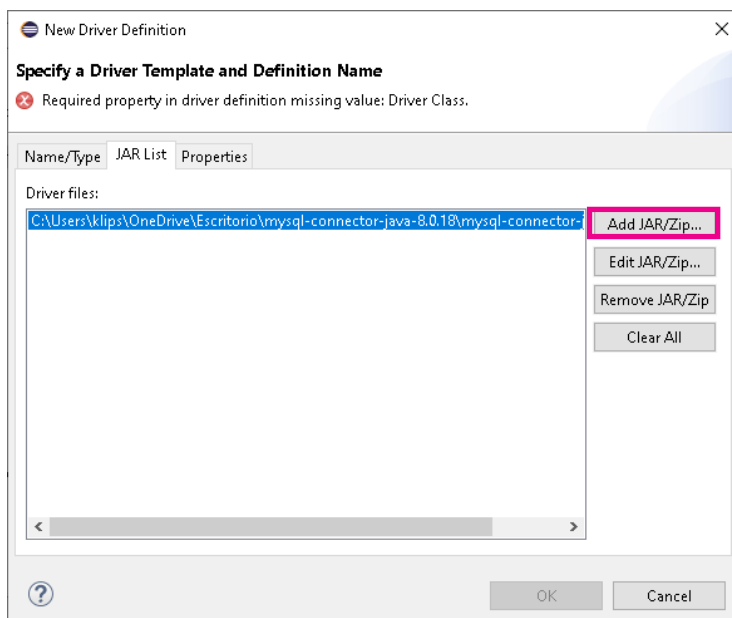 New Driver Definition
Specify a Driver Template and Definition Name
Required property in driver definition missing value: Driver Class.
Name/Type JAR List Properties
Driver files:
C:\Users\klips\OneDrive\Escritorio\mysql-connector-java-8.0.18\mysql-connector-j
Add JAR/Zip...
Edit JAR/Zip...
Remove JAR/Zip
Clear All
OK Cancel